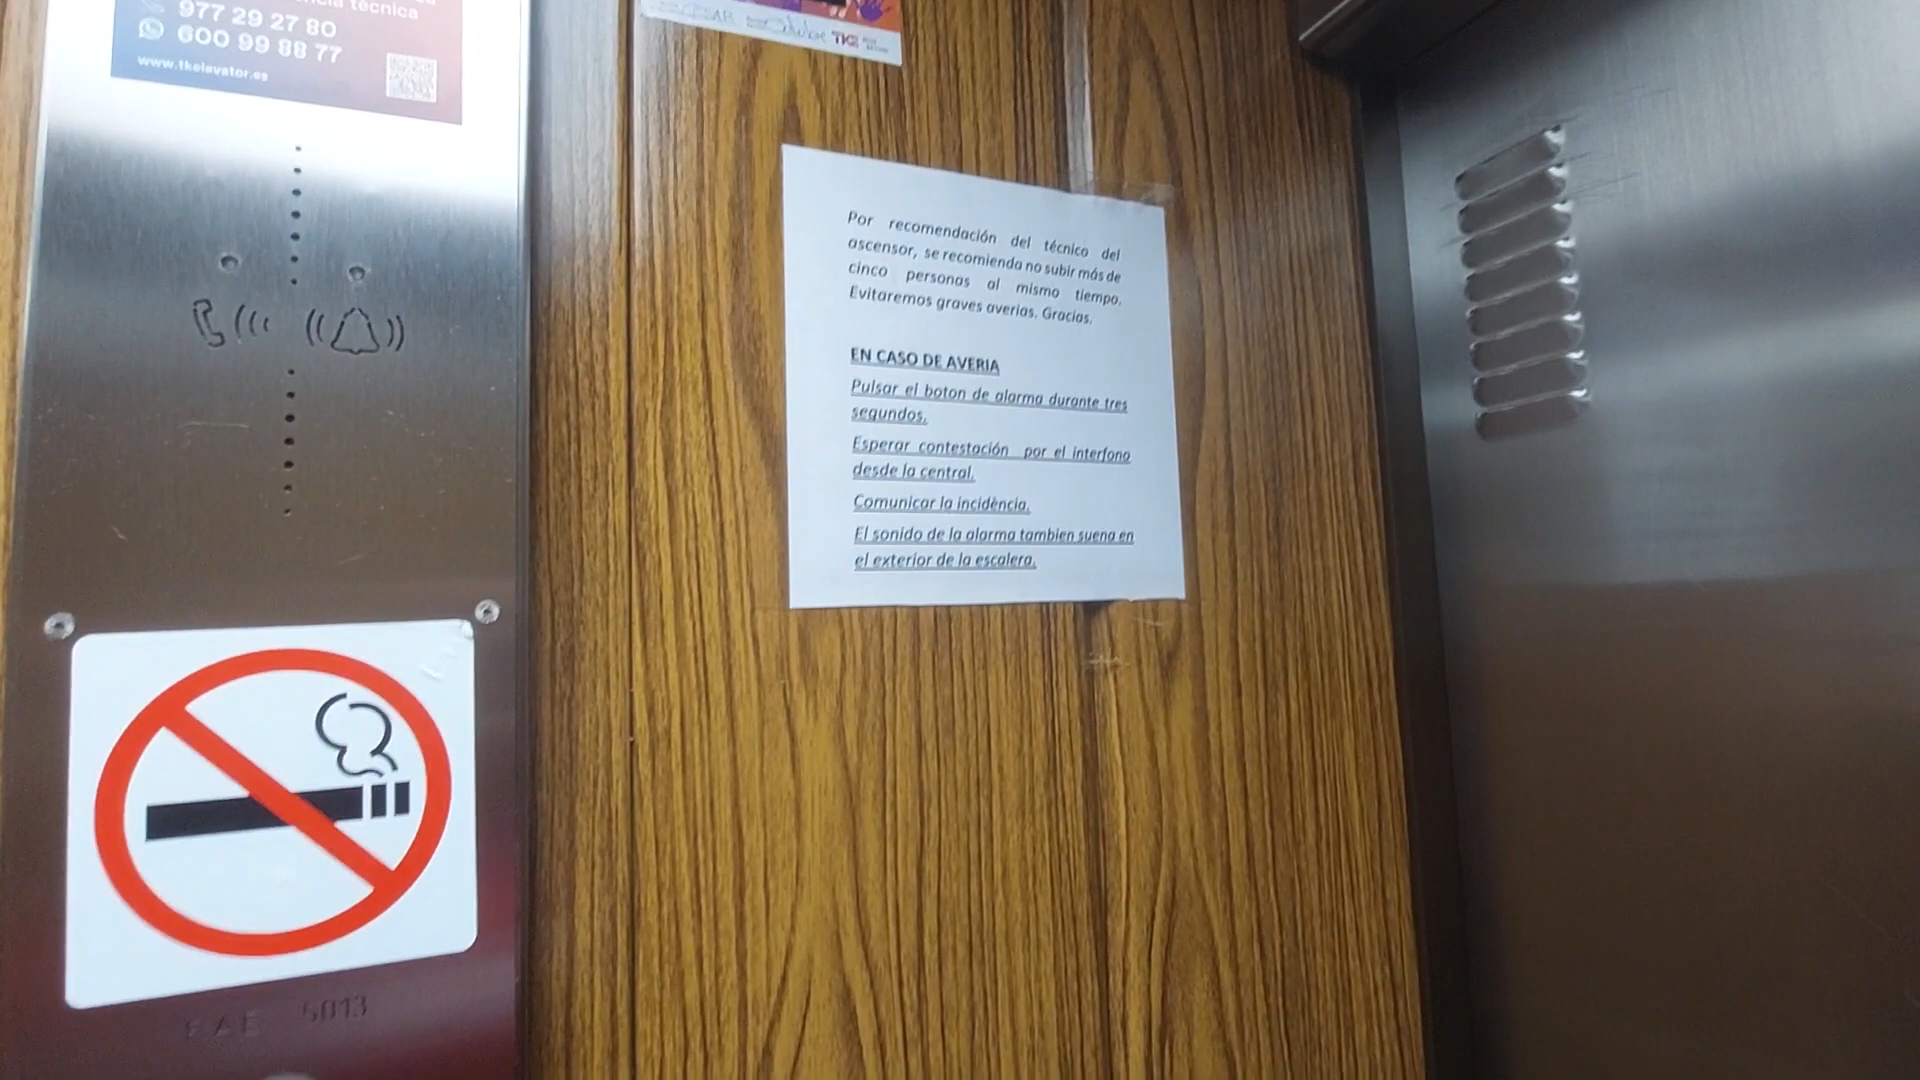 técnica
977 29 27 80
600 99 88 77
www.tkelevator.es
TKE
Por recomendación del técnico del
ascensor, se recomienda no subir más de
cinco personas al mismo tiempo.
Evitaremos graves averias. Gracias.
EN CASO DE AVERIA
Pulsar el boton de alarma durante tres
segundos.
Esperar contestación por el interfono
desde la central.
Comunicar la incidència.
El sonido de la alarma tambien suena en
el exterior de la escalera.
5013